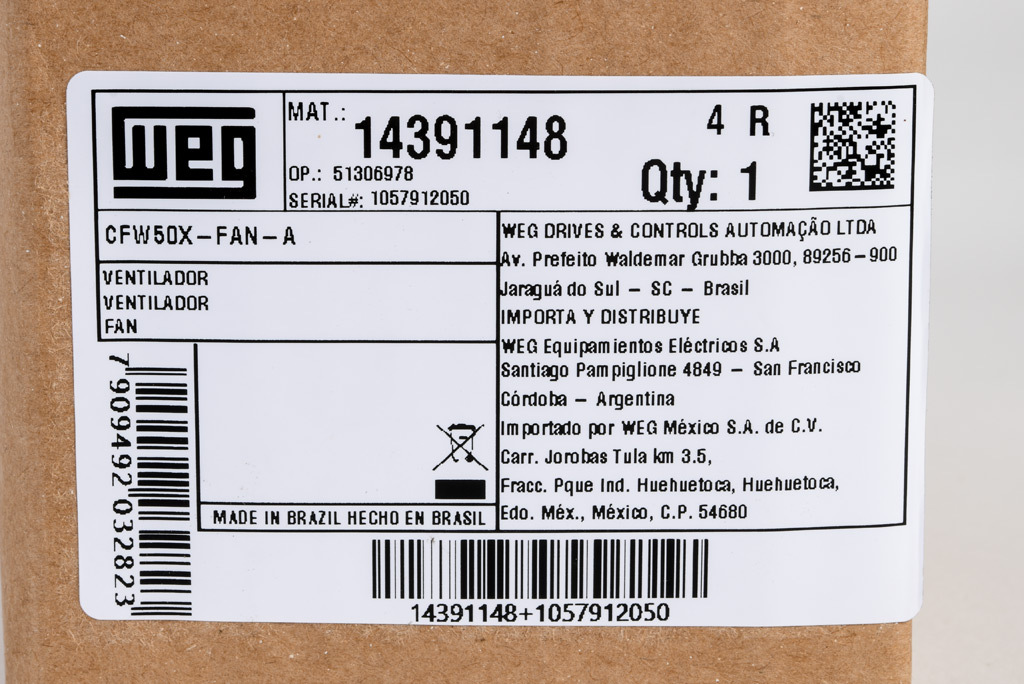 weg
MAT.: 14391148
4 R
OP.: 51306978
Qty: 1
SERIAL#: 1057912050
CFW50X-FAN-A
VENTILADOR
VENTILADOR
FAN
WEG DRIVES & CONTROLS AUTOMAÇÃO LTDA
Av. Prefeito Waldemar Grubba 3000, 89256-900
Jaraguá do Sul – SC – Brasil
IMPORTA Y DISTRIBUYE
WEG Equipamientos Eléctricos S.A
Santiago Pampiglione 4849 – San Francisco
Córdoba – Argentina
Importado por WEG México S.A. de C.V.
Carr. Jorobas Tula km 3.5,
Fracc. Pque Ind. Huehuetoca, Huehuetoca,
Edo. Méx., México, C.P. 54680
MADE IN BRAZIL HECHO EN BRASIL
7 909492 032823
14391148+1057912050